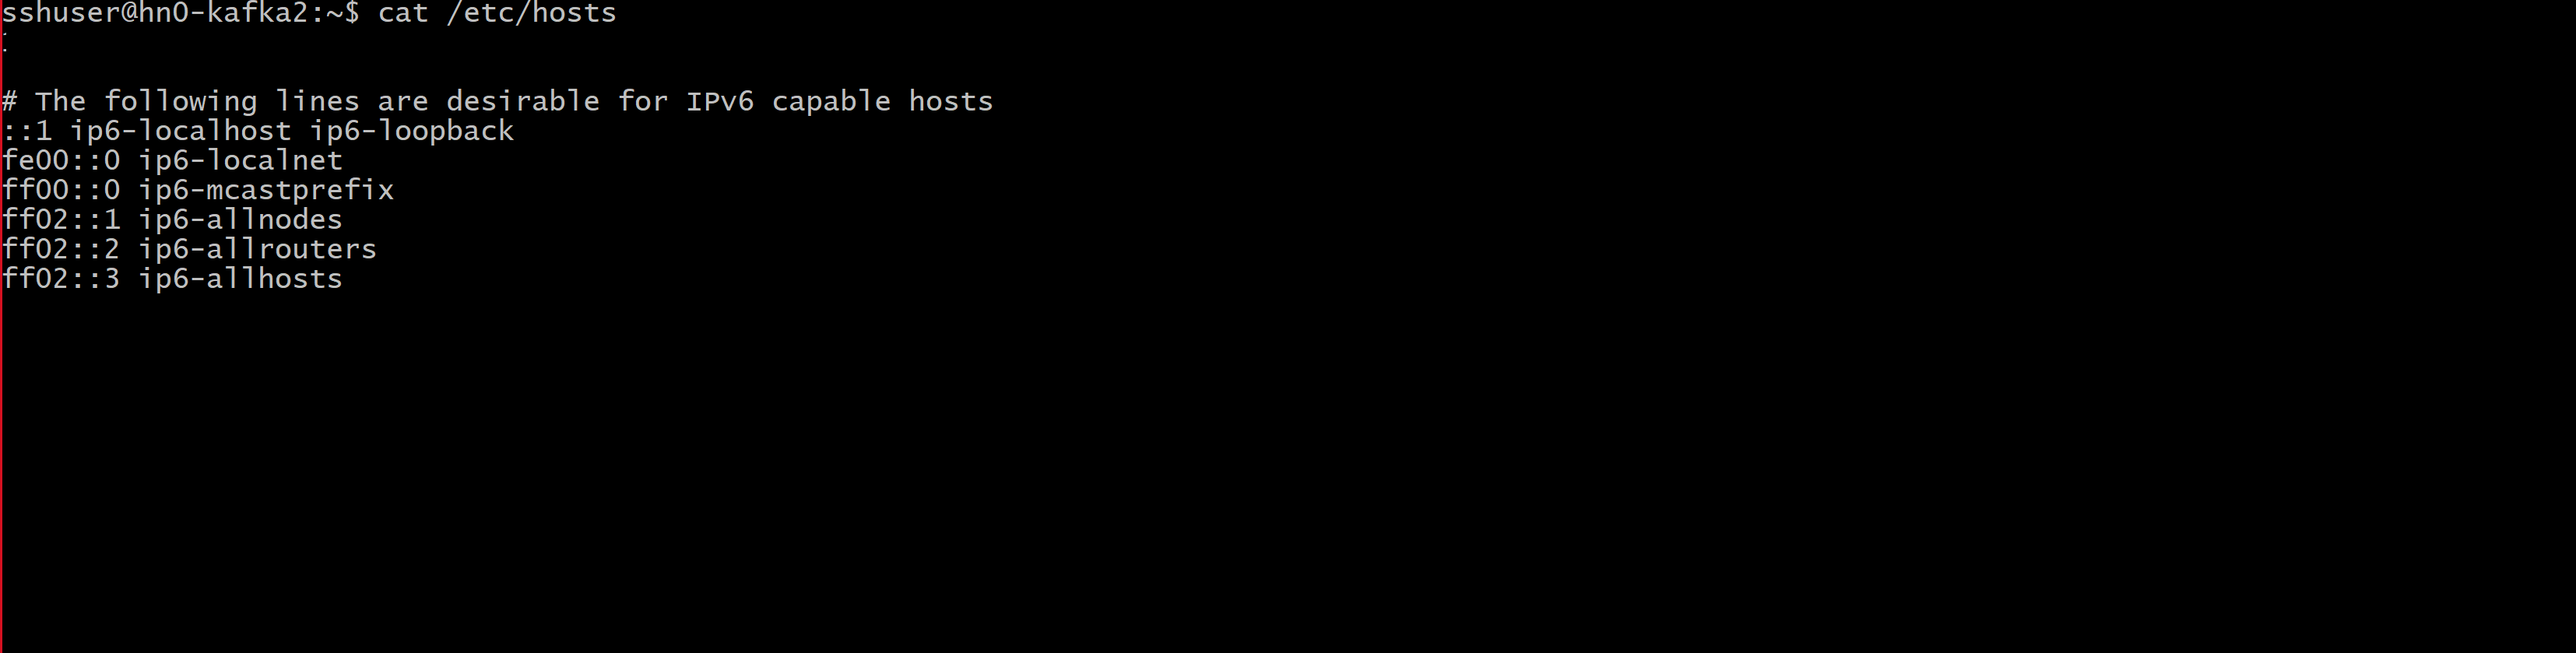 sshuser@hn0-kafka2:~$ cat /etc/hosts
# The following lines are desirable for IPv6 capable hosts
::1 ip6-localhost ip6-loopback
fe00::0 ip6-localnet
ff00::0 ip6-mcastprefix
ff02::1 ip6-allnodes
ff02::2 ip6-allrouters
ff02::3 ip6-allhosts